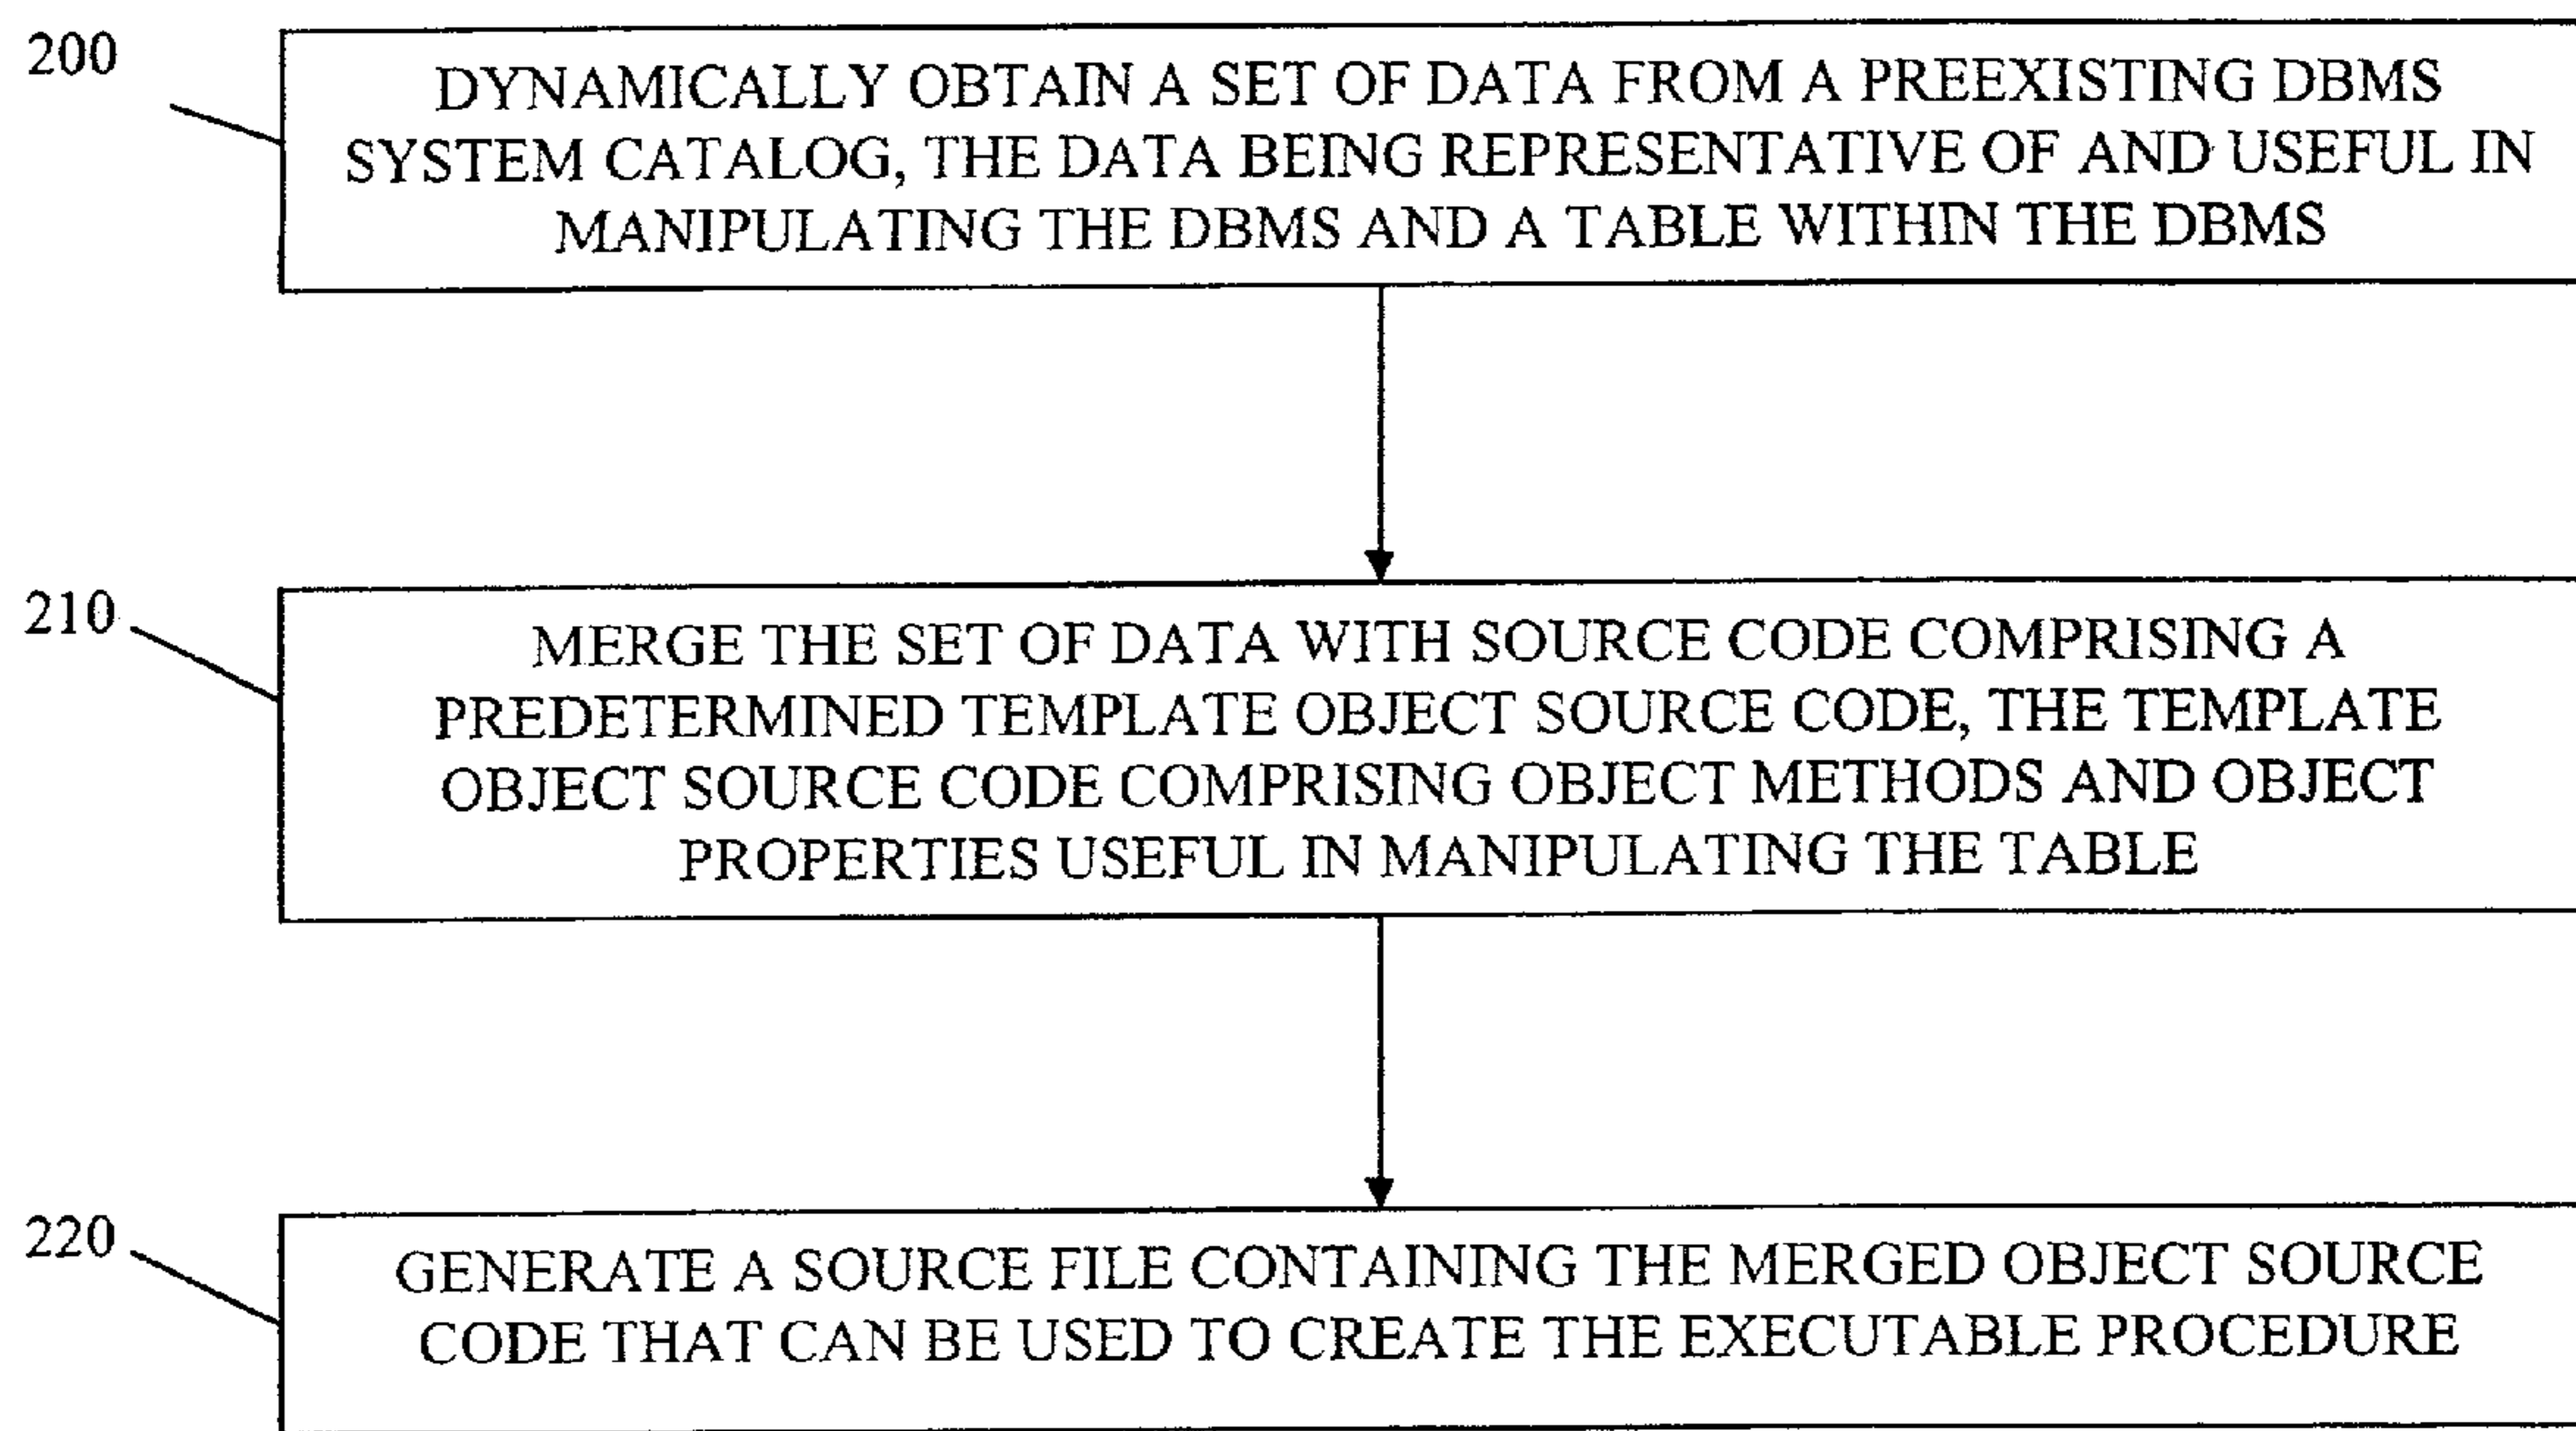 200
DYNAMICALLY OBTAIN A SET OF DATA FROM A PREEXISTING DBMS
SYSTEM CATALOG, THE DATA BEING REPRESENTATIVE OF AND USEFUL IN
MANIPULATING THE DBMS AND A TABLE WITHIN THE DBMS
210
MERGE THE SET OF DATA WITH SOURCE CODE COMPRISING A
PREDETERMINED TEMPLATE OBJECT SOURCE CODE, THE TEMPLATE
OBJECT SOURCE CODE COMPRISING OBJECT METHODS AND OBJECT
PROPERTIES USEFUL IN MANIPULATING THE TABLE
220
GENERATE A SOURCE FILE CONTAINING THE MERGED OBJECT SOURCE
CODE THAT CAN BE USED TO CREATE THE EXECUTABLE PROCEDURE